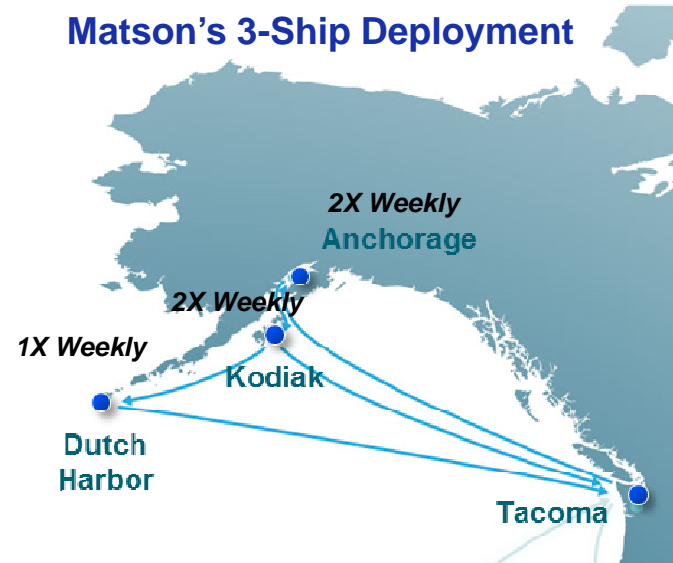 Matson's 3-Ship Deployment
2X Weekly
Anchorage
2X Weekly
1X Weekly
Kodiak
Dutch
Harbor
Tacoma